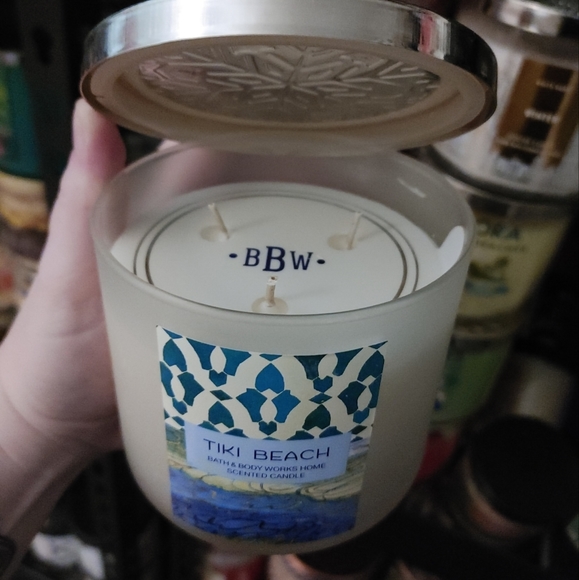 • BBW •
TIKI BEACH
BATH & BODY WORKS HOME
SCENTED CANDLE